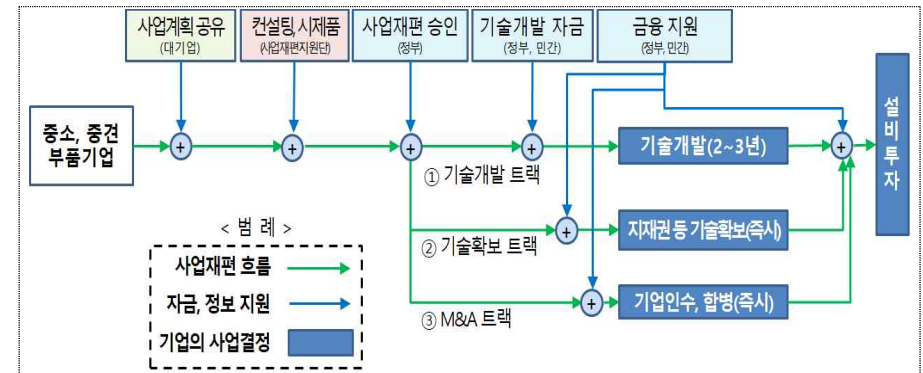 사업계획 공유
(대기업)
컨설팅, 시제품
(사업재편지원단)
사업재편 승인
(정부)
기술개발 자금
(정부, 민간)
금융 지원
(정부, 민간)
중소, 중견
부품기업
+
+
+
+
기술개발(2~3년)
+
설비투자
① 기술개발 트랙
+
지재권 등 기술확보(즉시)
② 기술확보 트랙
+
기업인수, 합병(즉시)
③ M&A 트랙
< 범 례 >
사업재편 흐름
자금, 정보 지원
기업의 사업결정